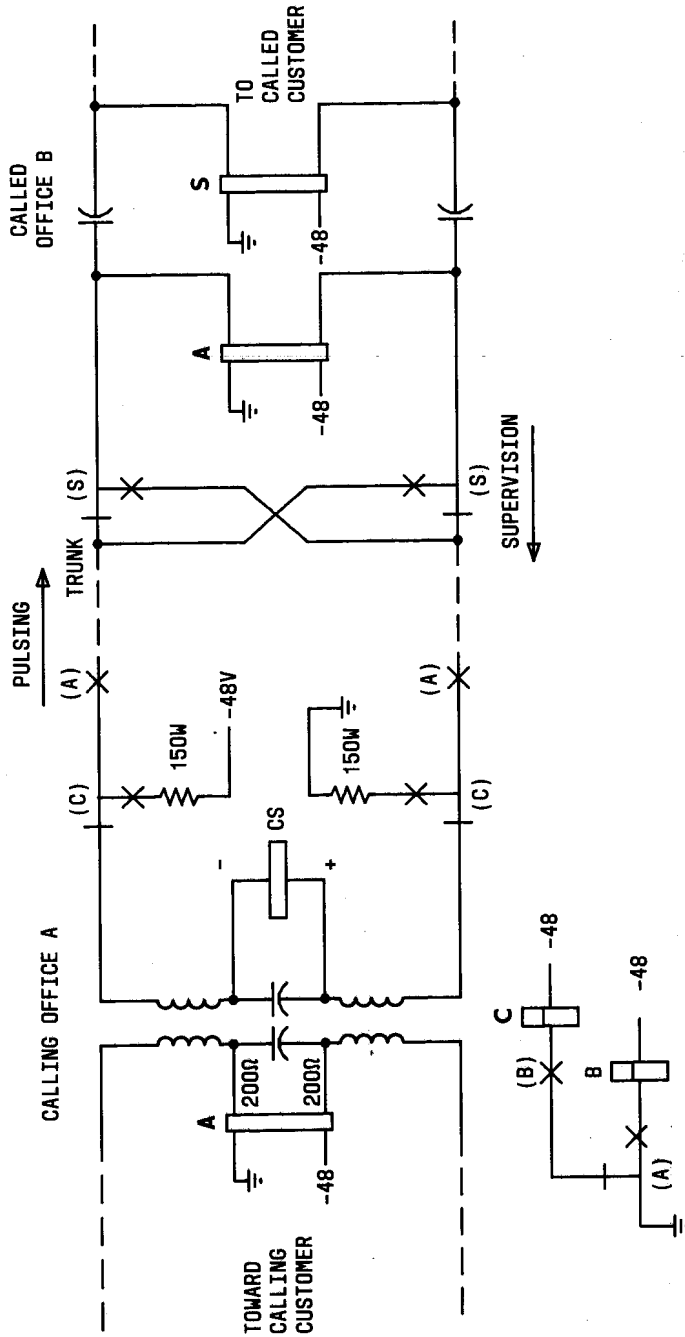 CALLING OFFICE A
PULSING
TRUNK
CALLED
OFFICE B
(C)
(A)
(S)
150W
-48V
A
200Ω
200Ω
-48
-
CS
+
150W
A
-48
S
-48
TO
CALLED
CUSTOMER
TOWARD
CALLING
CUSTOMER
(C)
(A)
(S)
SUPERVISION
(B)
C
-48
(A)
B
-48